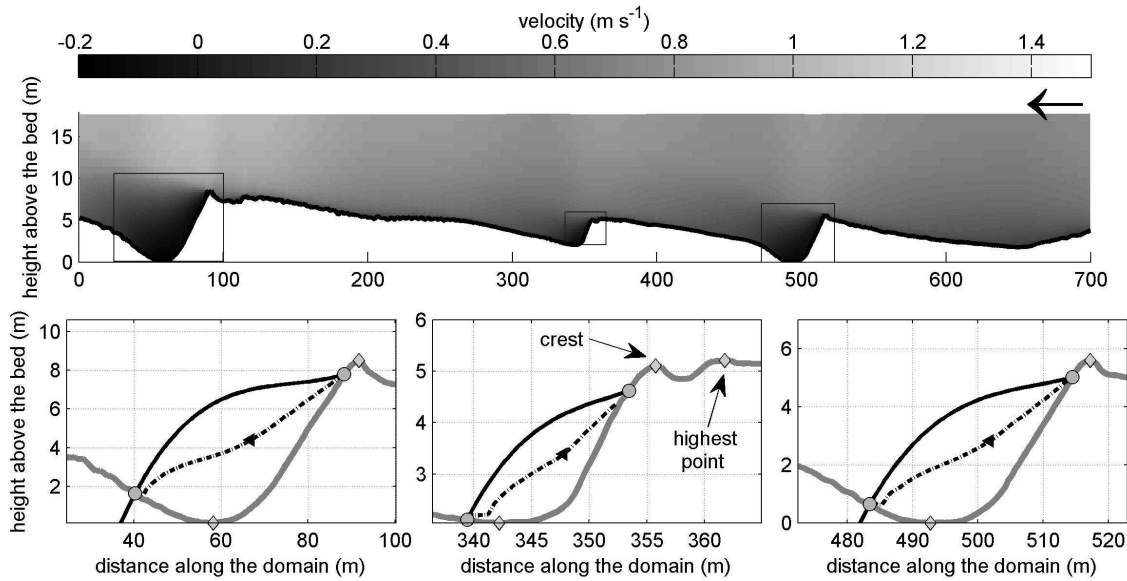 velocity (m s⁻¹)
-0.2 0 0.2 0.4 0.6 0.8 1 1.2 1.4
height above the bed (m)
15
10
5
0
0 100 200 300 400 500 600 700
height above the bed (m)
10
8
6
4
2
40 60 80 100
distance along the domain (m)
6
5
4
3
crest
highest
point
340 345 350 355 360
distance along the domain (m)
6
4
2
0
480 490 500 510 520
distance along the domain (m)